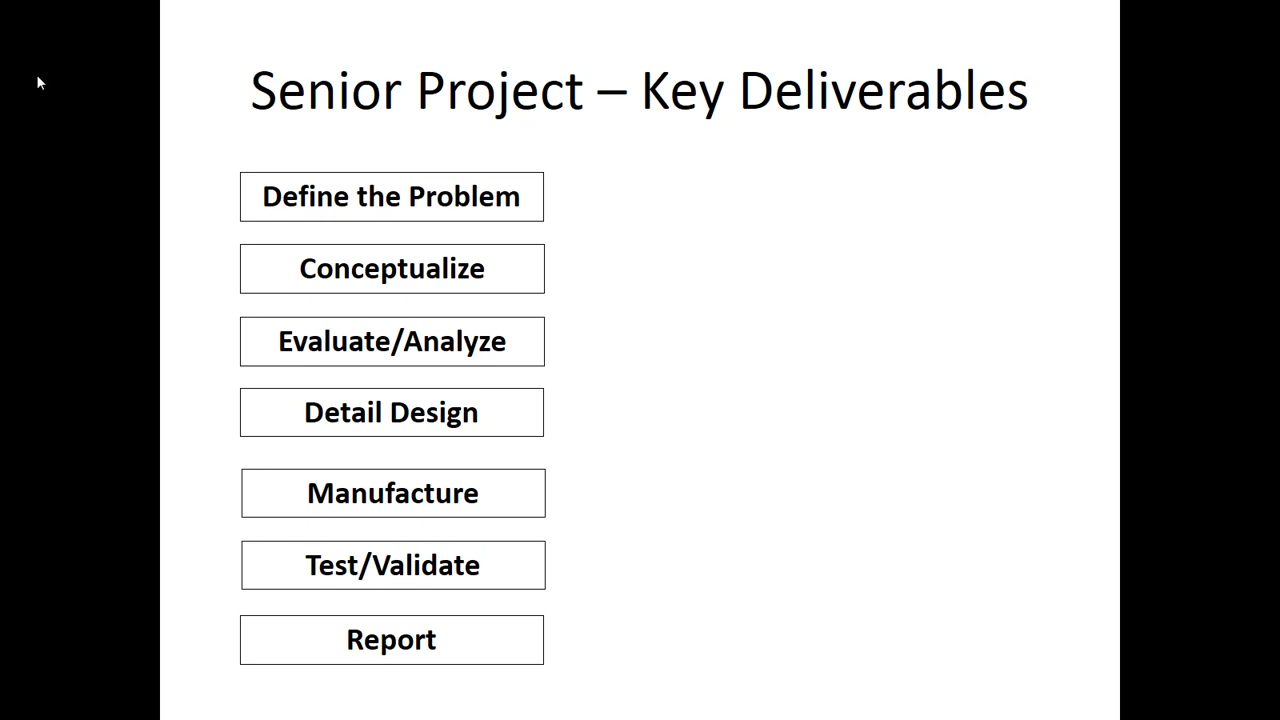 Senior Project – Key Deliverables
Define the Problem
Conceptualize
Evaluate/Analyze
Detail Design
Manufacture
Test/Validate
Report